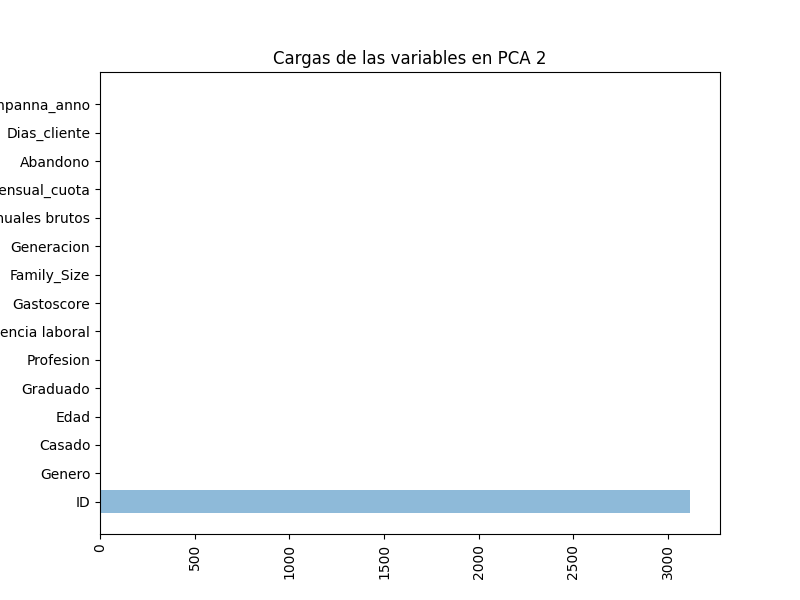 Cargas de las variables en PCA 2
mpanna_anno
Dias_cliente
Abandono
ensual_cuota
nuales brutos
Generacion
Family_Size
Gastoscore
encia laboral
Profesion
Graduado
Edad
Casado
Genero
ID
0
500
1000
1500
2000
2500
3000